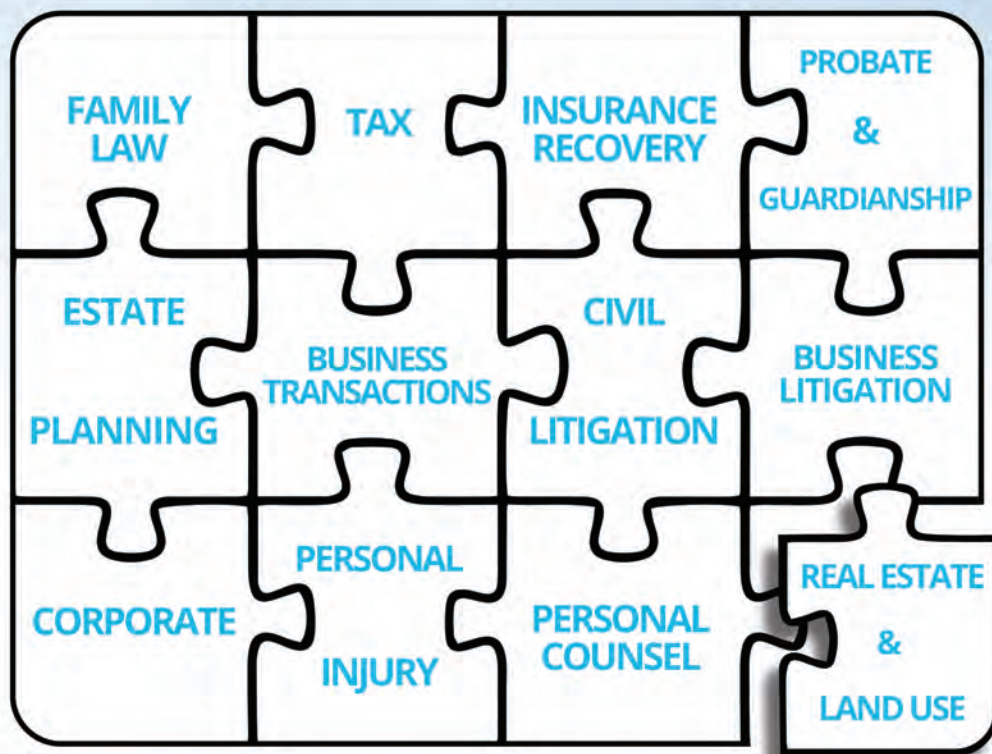 FAMILY
LAW
TAX
INSURANCE
RECOVERY
PROBATE
&
GUARDIANSHIP
ESTATE
PLANNING
BUSINESS
TRANSACTIONS
CIVIL
LITIGATION
BUSINESS
LITIGATION
CORPORATE
PERSONAL
INJURY
PERSONAL
COUNSEL
REAL ESTATE
&
LAND USE